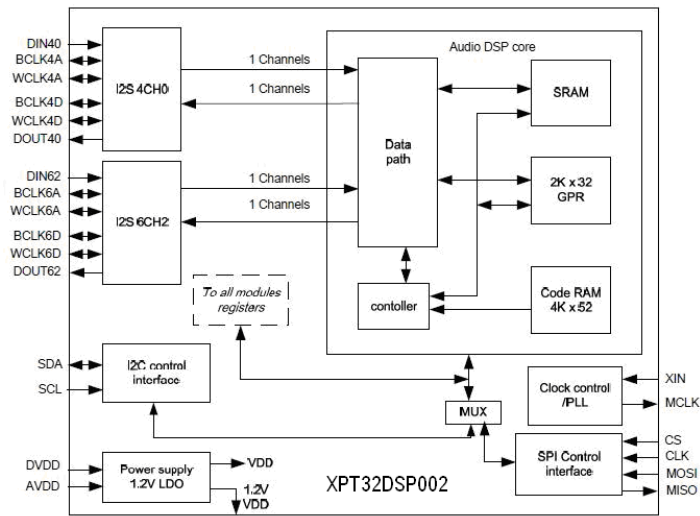 Audio DSP core
DIN40
BCLK4A
WCLK4A
BCLK4D
WCLK4D
DOUT40
I2S 4CH0
1 Channels
1 Channels
DIN62
BCLK6A
WCLK6A
BCLK6D
WCLK6D
DOUT62
I2S 6CH2
1 Channels
1 Channels
Data
path
SRAM
2K x 32
GPR
Code RAM
4K x 52
contoller
To all modules
registers
SDA
SCL
I2C control
interface
MUX
Clock control
/PLL
XIN
MCLK
SPI Control
interface
CS
CLK
MOSI
MISO
DVDD
AVDD
Power supply
1.2V LDO
VDD
1.2V
VDD
XPT32DSP002